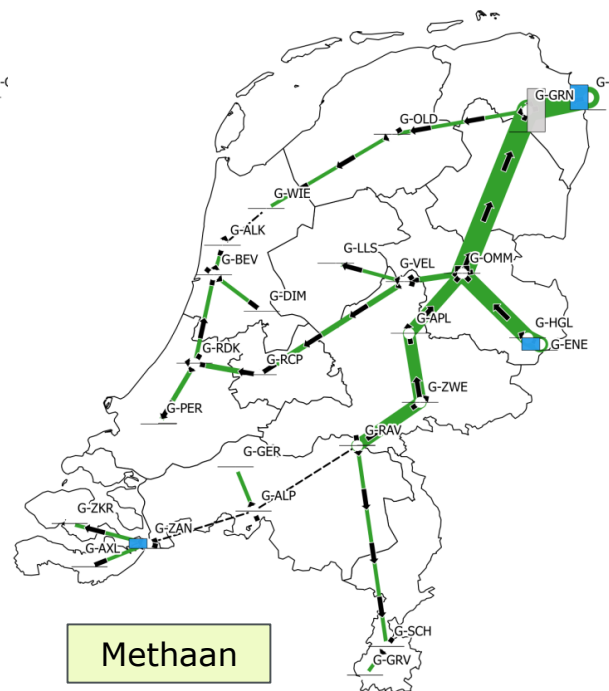 G-
G-GRN
G-OLD
G-WIE
G-ALK
G-BEV
G-LLS
G-VEL
G-OMM
G-DIM
G-APL
G-HGL
G-ENE
G-RDK
G-RCP
G-ZWE
G-PER
G-RAV
G-GER
G-ALP
G-ZKR
G-ZAN
G-AXL
G-SCH
G-GRV
Methaan